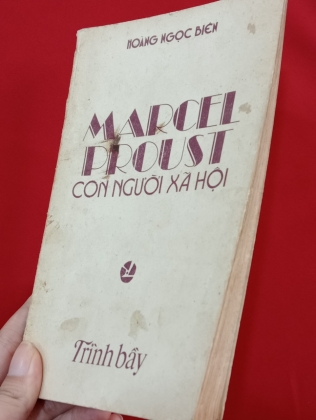 HOÀNG NGỌC BIÊN
MARCEL
PROUST
CON NGƯỜI XÃ HỘI
Trình bầy